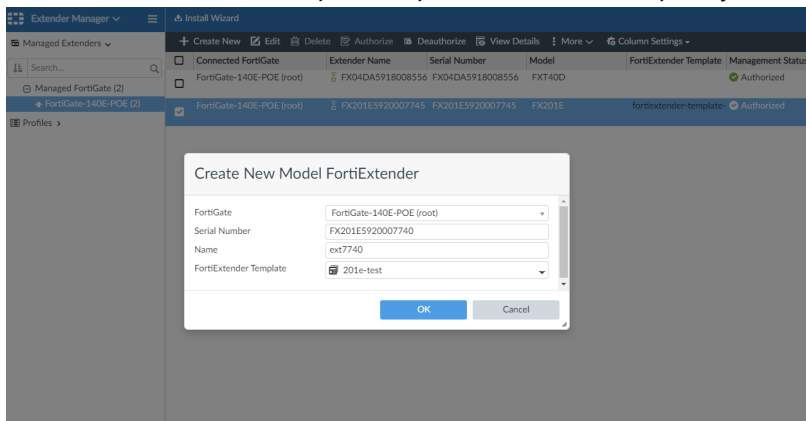 Extender Manager
Install Wizard
Managed Extenders
Create New Edit Delete Authorize Deauthorize View Details More Column Settings
Search...
Connected FortiGate Extender Name Serial Number Model FortiExtender Template Management Status
Managed FortiGate (2)
FortiGate-140E-POE (root) FX04DA5918008556 FX04DA5918008556 FXT40D Authorized
FortiGate-140E-POE (2)
FortiGate-140E-POE (root) FX201E5920007745 FX201E5920007745 FX201E fortiextender-template- Authorized
Profiles
Create New Model FortiExtender
FortiGate FortiGate-140E-POE (root)
Serial Number FX201E5920007740
Name ext7740
FortiExtender Template 201e-test
OK Cancel